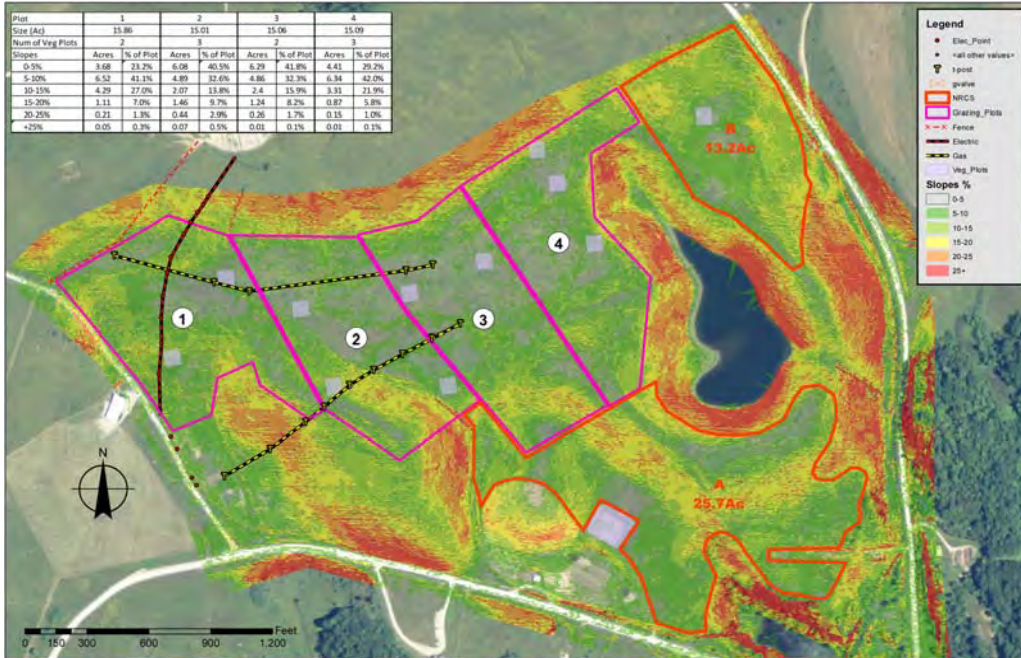 Plot 1 2 3 4
Size (Ac) 15.86 15.01 15.06 15.09
Num of Veg Plots 2 3 2 3
Slopes Acres % of Plot Acres % of Plot Acres % of Plot Acres % of Plot
0-5% 3.68 23.2% 6.08 40.5% 6.29 41.8% 4.41 29.2%
5-10% 6.52 41.1% 4.89 32.6% 4.86 32.3% 6.34 42.0%
10-15% 4.29 27.0% 2.07 13.8% 2.4 15.9% 3.31 21.9%
15-20% 1.11 7.0% 1.46 9.7% 1.24 8.2% 0.87 5.8%
20-25% 0.21 1.3% 0.44 2.9% 0.26 1.7% 0.15 1.0%
+25% 0.05 0.3% 0.07 0.5% 0.01 0.1% 0.01 0.1%
Legend
Elec_Point
<all other values>
t-post
gvalve
NRCS
Grazing_Plots
Fence
Electric
Gas
Veg_Plots
Slopes %
0-5
5-10
10-15
15-20
20-25
25+
B
13.2Ac
4
1
2
3
A
25.7Ac
N
Feet
0 150 300 600 900 1,200